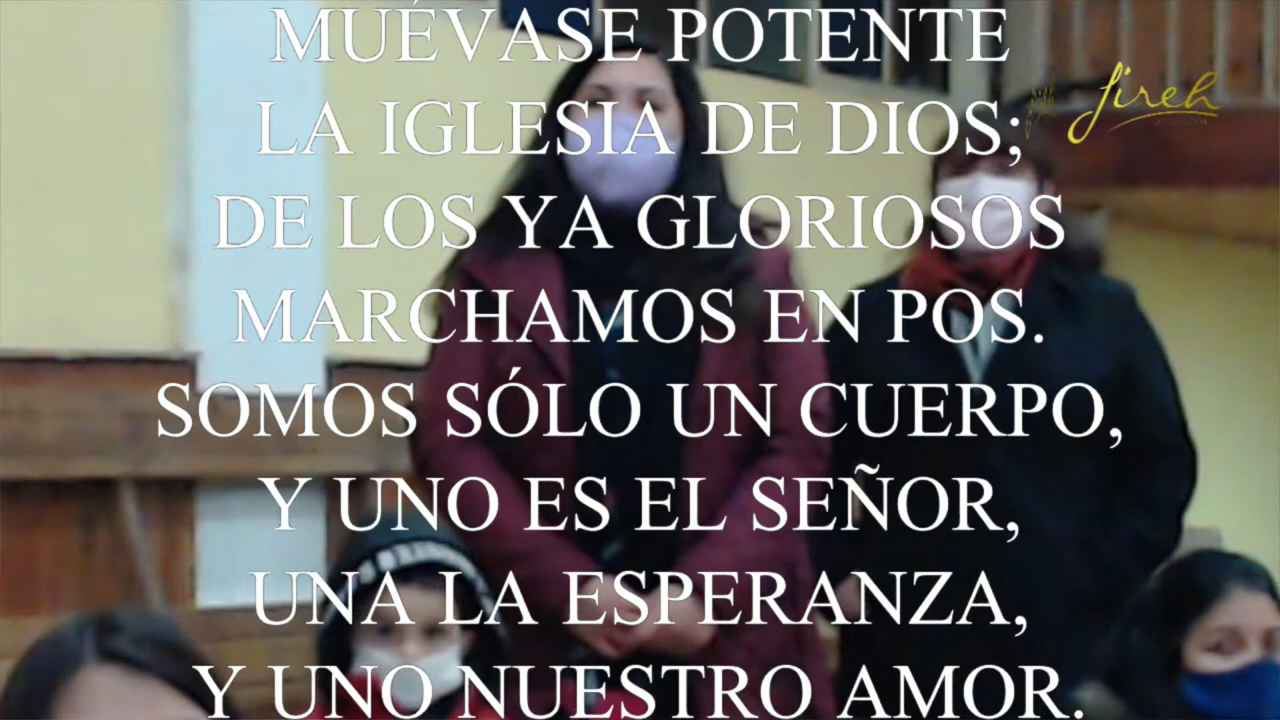 MUÉVASE POTENTE
LA IGLESIA DE DIOS;
Jireh
DE LOS YA GLORIOSOS
MARCHAMOS EN POS.
SOMOS SÓLO UN CUERPO,
Y UNO ES EL SEÑOR,
UNA LA ESPERANZA,
Y UNO NUESTRO AMOR.